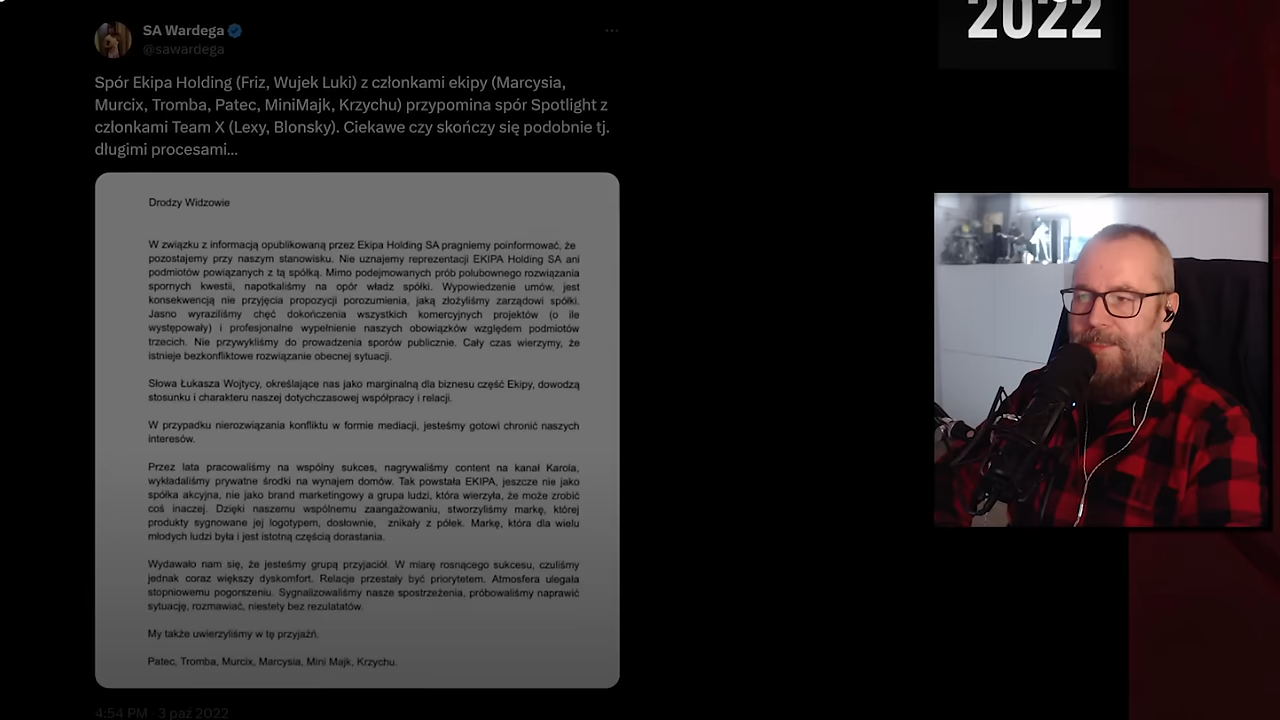 2022
SA Wardega
@sawardega
Spór Ekipa Holding (Friz, Wujek Luki) z członkami ekipy (Marcysia,
Murcix, Tromba, Patec, MiniMajk, Krzychu) przypomina spór Spotlight z
członkami Team X (Lexy, Blonsky). Ciekawe czy skończy się podobnie tj.
długimi procesami...
Drodzy Widzowie
W związku z informacją opublikowaną przez Ekipa Holding SA pragniemy poinformować, że
pozostajemy przy naszym stanowisku. Nie uznajemy reprezentacji EKIPA Holding SA ani
podmiotów powiązanych z tą spółką. Mimo podejmowanych prób polubownego rozwiązania
spornych kwestii, napotkaliśmy na opór władz spółki. Wypowiedzenie umów, jest
konsekwencją nie przyjęcia propozycji porozumienia, jaką złożyliśmy zarządowi spółki.
Jasno wyraziliśmy chęć dokończenia wszystkich komercyjnych projektów (o ile
występowały) i profesjonalne wypełnienie naszych obowiązków względem podmiotów
trzecich. Nie przywykliśmy do prowadzenia sporów publicznie. Cały czas wierzymy, że
istnieje bezkonfliktowe rozwiązanie obecnej sytuacji.
Słowa Łukasza Wojtycy, określające nas jako marginalną dla biznesu część Ekipy, dowodzą
stosunku i charakteru naszej dotychczasowej współpracy i relacji.
W przypadku nierozwiązania konfliktu w formie mediacji, jesteśmy gotowi chronić naszych
interesów.
Przez lata pracowaliśmy na wspólny sukces, nagrywaliśmy content na kanał Karola,
wykładaliśmy prywatne środki na wynajem domów. Tak powstała EKIPA, jeszcze nie jako
spółka akcyjna, nie jako brand marketingowy a grupa ludzi, która wierzyła, że może zrobić
coś inaczej. Dzięki naszemu wspólnemu zaangażowaniu, stworzyliśmy markę, której
produkty sygnowane jej logotypem, dosłownie, znikały z półek. Markę, która dla wielu
młodych ludzi była i jest istotną częścią dorastania.
Wydawało nam się, że jesteśmy grupą przyjaciół. W miarę rosnącego sukcesu, czuliśmy
jednak coraz większy dyskomfort. Relacje przestały być priorytetem. Atmosfera ulegała
stopniowemu pogorszeniu. Sygnalizowaliśmy nasze spostrzeżenia, próbowaliśmy naprawić
sytuację, rozmawiać, niestety bez rezulatatów.
My także uwierzyliśmy w tę przyjaźń.
Patec, Tromba, Murcix, Marcysia, Mini Majk, Krzychu.
4:54 PM · 3 paź 2022